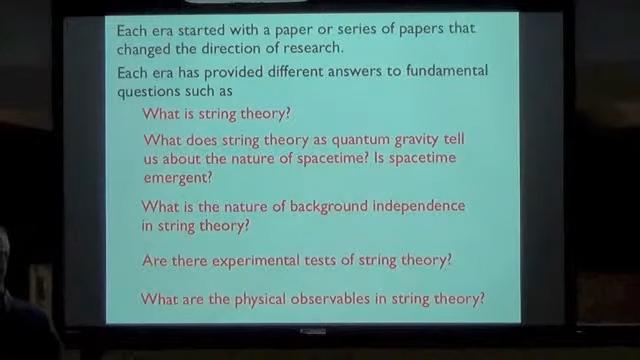 Each era started with a paper or series of papers that
changed the direction of research.
Each era has provided different answers to fundamental
questions such as
What is string theory?
What does string theory as quantum gravity tell
us about the nature of spacetime? Is spacetime
emergent?
What is the nature of background independence
in string theory?
Are there experimental tests of string theory?
What are the physical observables in string theory?